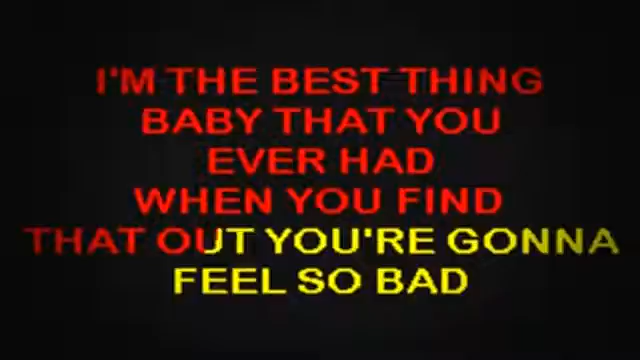 I'M THE BEST THING
BABY THAT YOU
EVER HAD
WHEN YOU FIND
THAT OUT YOU'RE GONNA
FEEL SO BAD